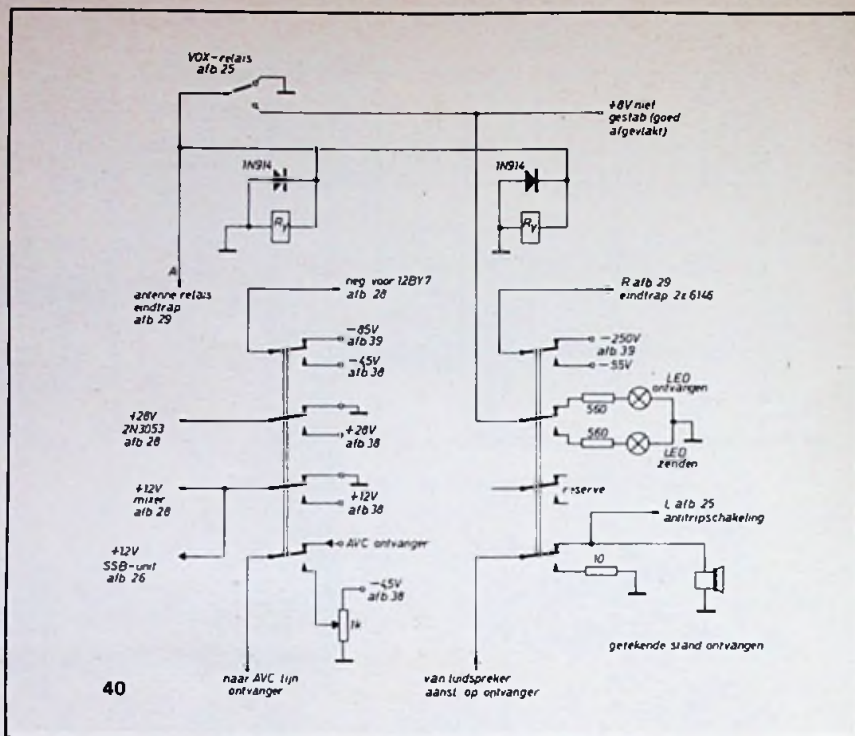 VOX-relais
afb 25
+8V niet
gestab (goed
afgevlakt)
1N914
1N914
Ry
Ry
A
antenne relais
eindtrap
afb 29
neg voor 12BY7
afb 28
R afb 29
eindtrap 2x 6146
-85V
afb 39
-45V
afb 38
-250V
afb 39
-55V
+28V
2N3053
afb 28
+28V
afb 38
560
LED
ontvangen
560
LED
zenden
+12V
mixer
afb 28
+12V
afb 38
reserve
+12V
SSB-unit
afb 26
AVC ontvanger
L afb 25
antitripschakeling
-45V
afb 38
1k
10
getekende stand ontvangen
40
naar AVC lijn
ontvanger
van luidspreker
aansl. op ontvanger